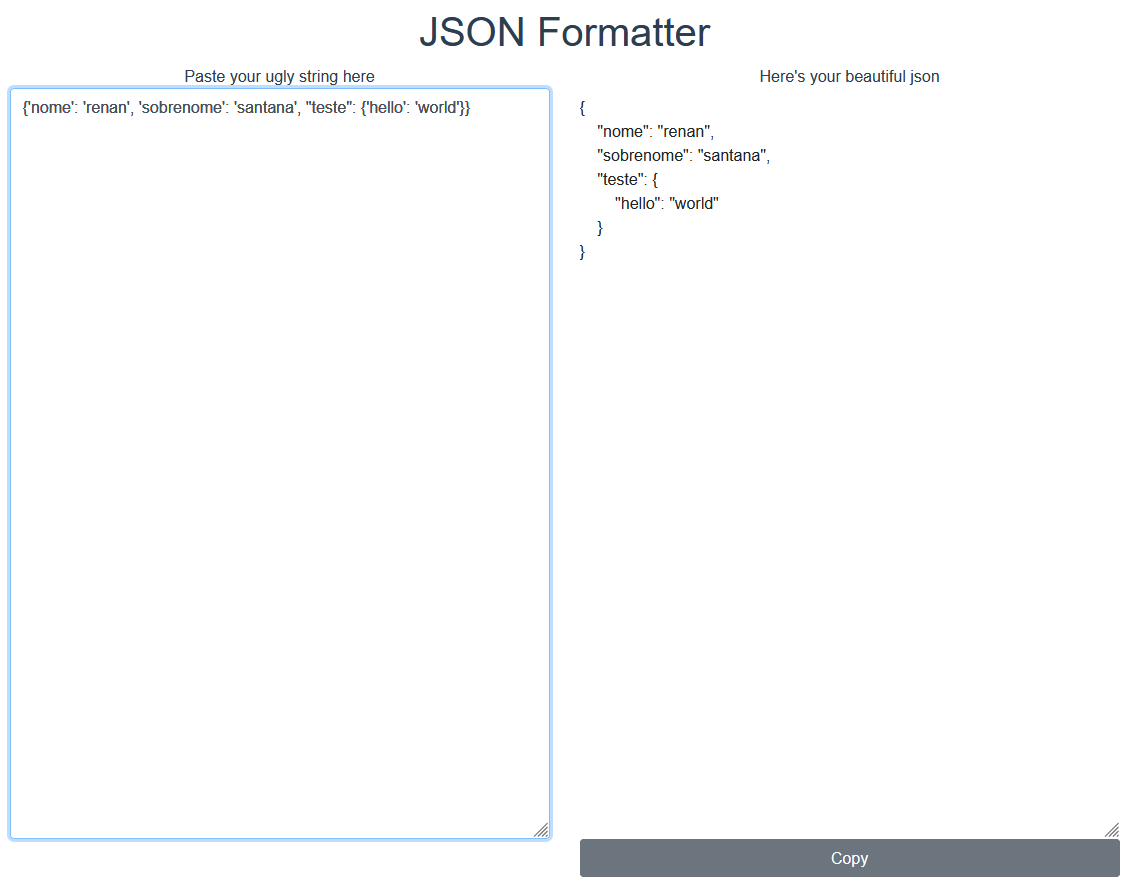 JSON Formatter
Paste your ugly string here
{'nome': 'renan', 'sobrenome': 'santana', "teste": {'hello': 'world'}}
Here's your beautiful json
{
    "nome": "renan",
    "sobrenome": "santana",
    "teste": {
        "hello": "world"
    }
}
Copy